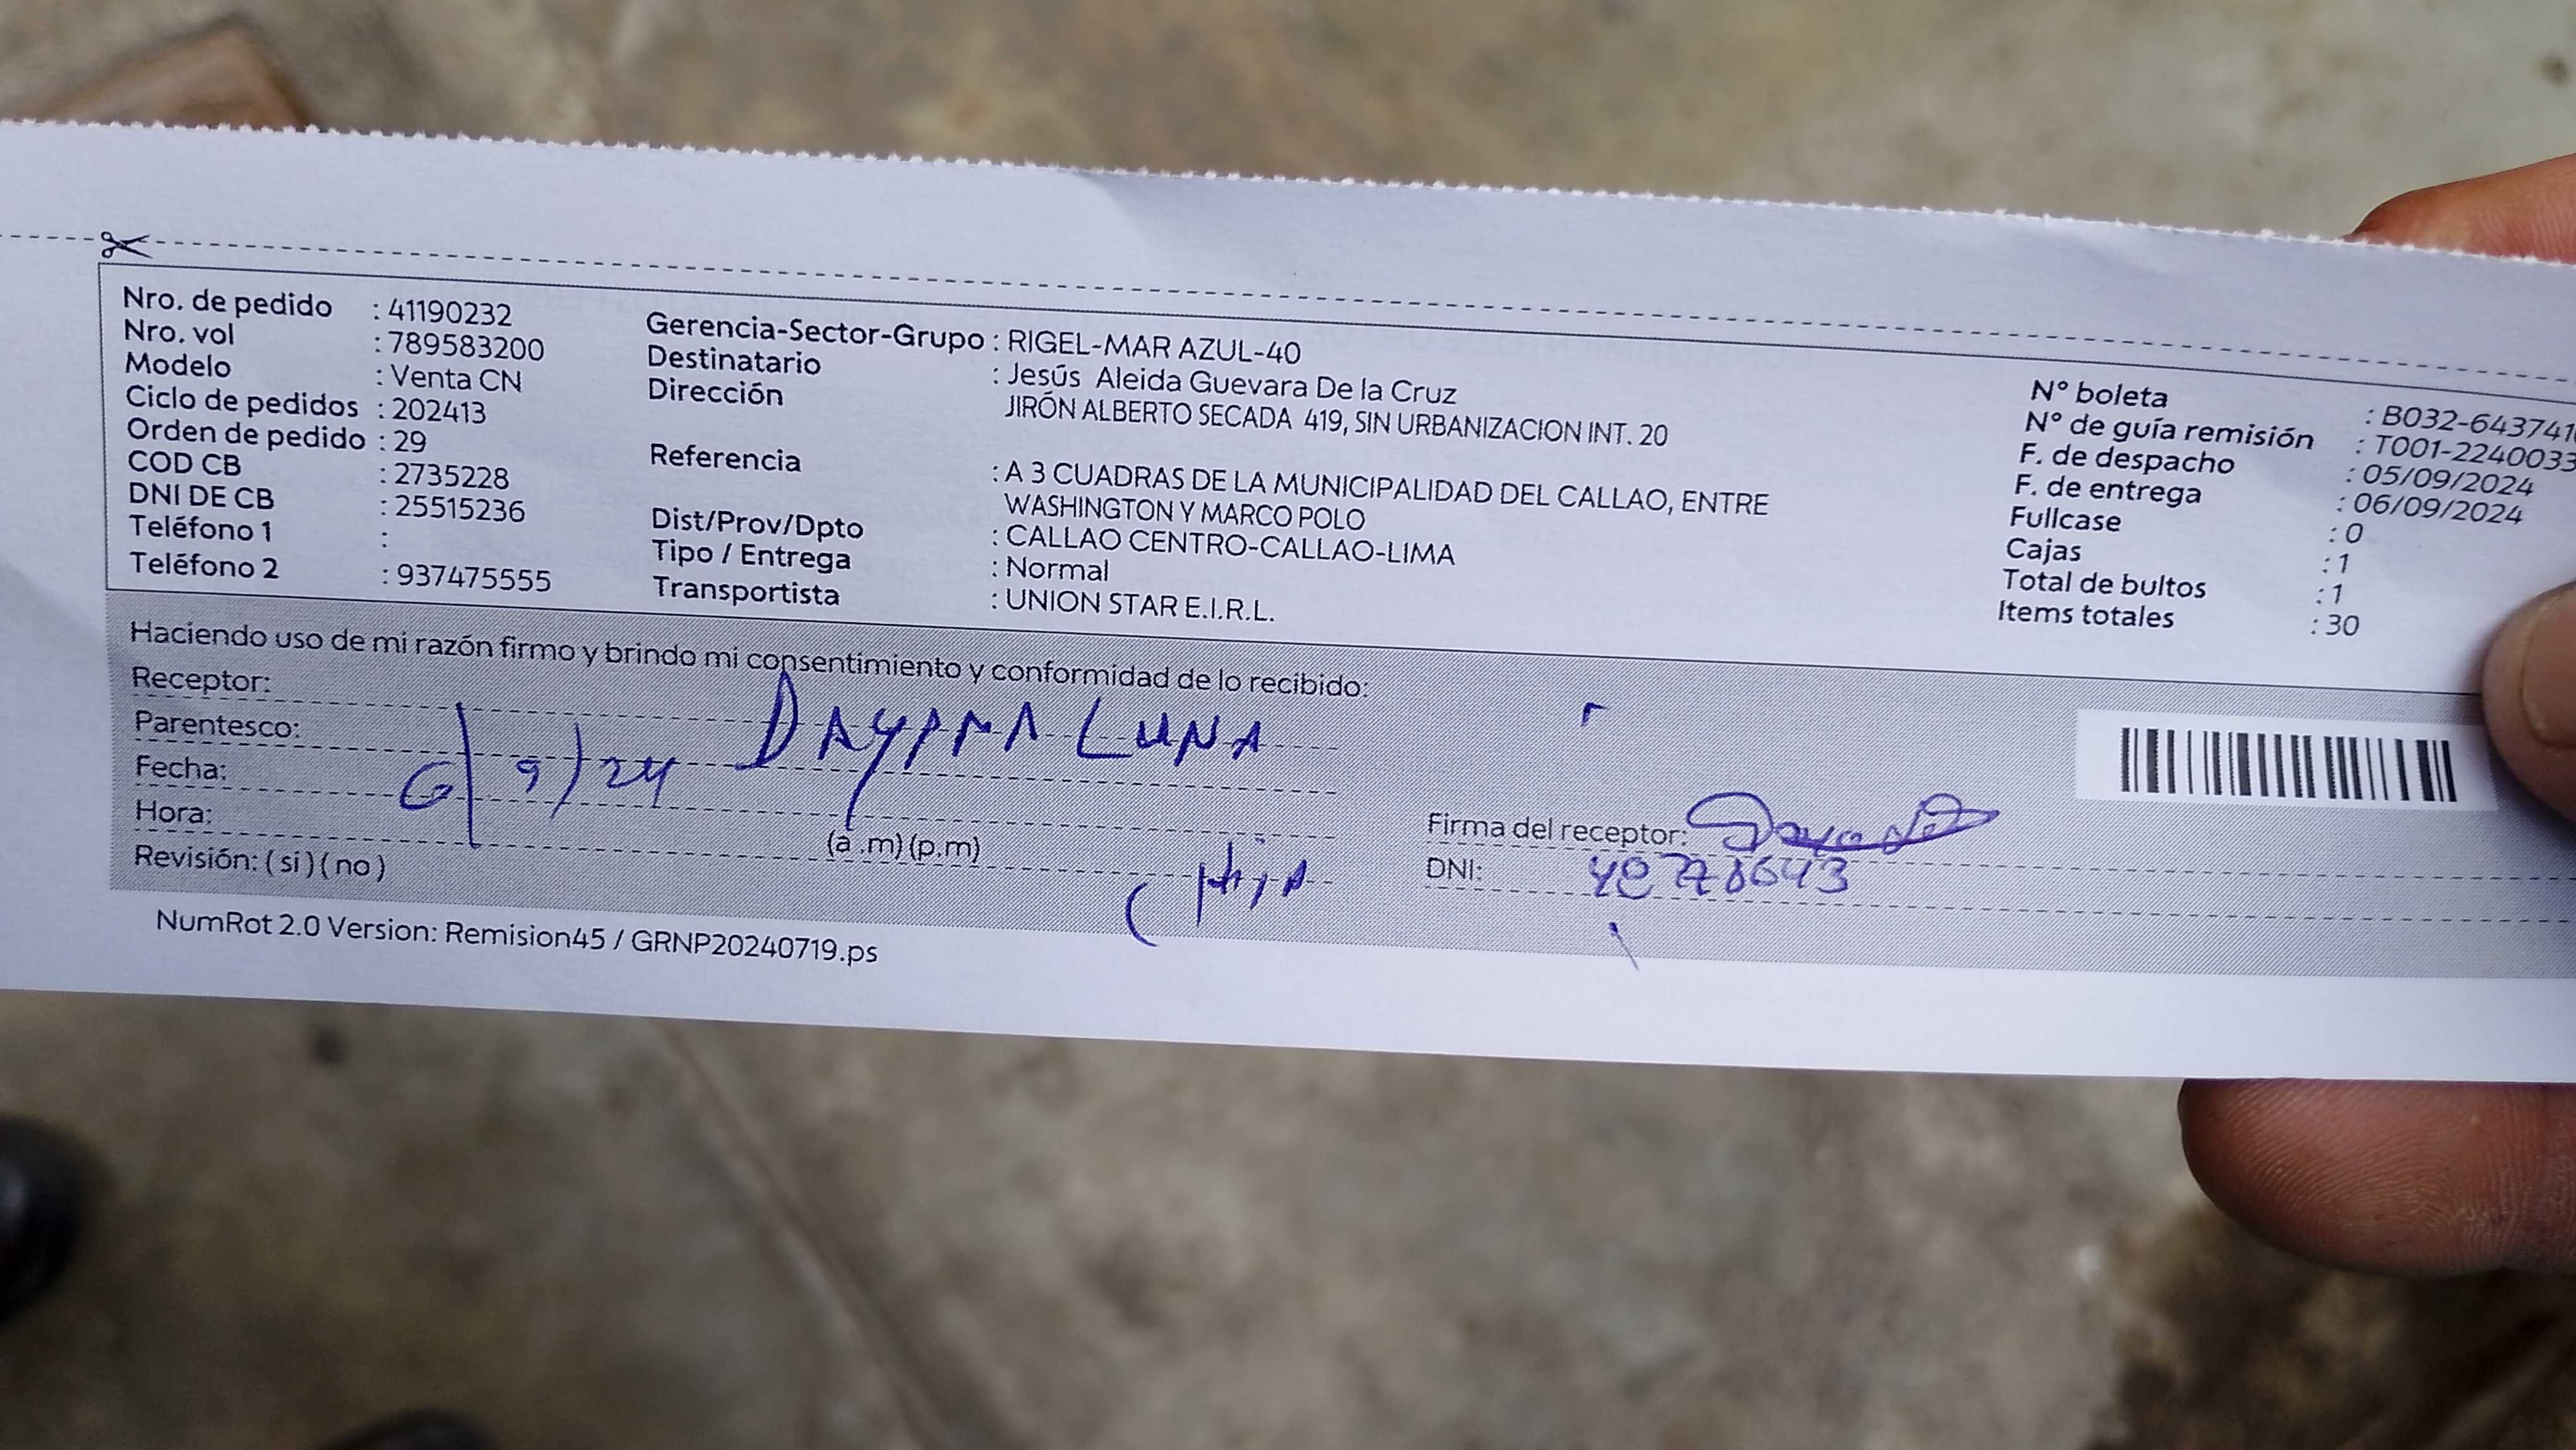 Nro. de pedido : 41190232
Nro. vol : 789583200
Modelo : Venta CN
Ciclo de pedidos : 202413
Orden de pedido : 29
COD CB : 2735228
DNI DE CB : 25515236
Teléfono 1 :
Teléfono 2 : 937475555
Gerencia-Sector-Grupo : RIGEL-MAR AZUL-40
Destinatario : Jesús Aleida Guevara De la Cruz
Dirección JIRÓN ALBERTO SECADA 419, SIN URBANIZACION INT. 20
Referencia : A 3 CUADRAS DE LA MUNICIPALIDAD DEL CALLAO, ENTRE
WASHINGTON Y MARCO POLO
Dist/Prov/Dpto : CALLAO CENTRO-CALLAO-LIMA
Tipo / Entrega : Normal
Transportista : UNION STAR E.I.R.L.
N° boleta : B032-643741
N° de guía remisión : T001-2240033
F. de despacho : 05/09/2024
F. de entrega : 06/09/2024
Fullcase : 0
Cajas : 1
Total de bultos : 1
Items totales : 30
Haciendo uso de mi razón firmo y brindo mi consentimiento y conformidad de lo recibido:
Receptor:
DAYANA LUNA
Parentesco:
Fecha: 6/9/24
Hora: (a .m) (p.m)
Revisión: ( si ) ( no )
( Hija
Firma del receptor:
DNI:
NumRot 2.0 Version: Remision45 / GRNP20240719.ps